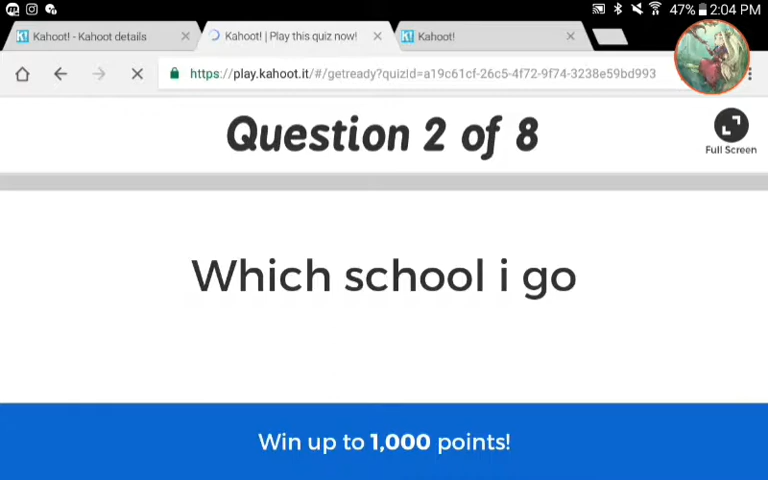 47% 2:04 PM
Kahoot! - Kahoot details
Kahoot! | Play this quiz now!
Kahoot!
https://play.kahoot.it/#/getready?quizId=a19c61cf-26c5-4f72-9f74-3238e59bd993
Question 2 of 8
Full Screen
Which school i go
Win up to 1,000 points!